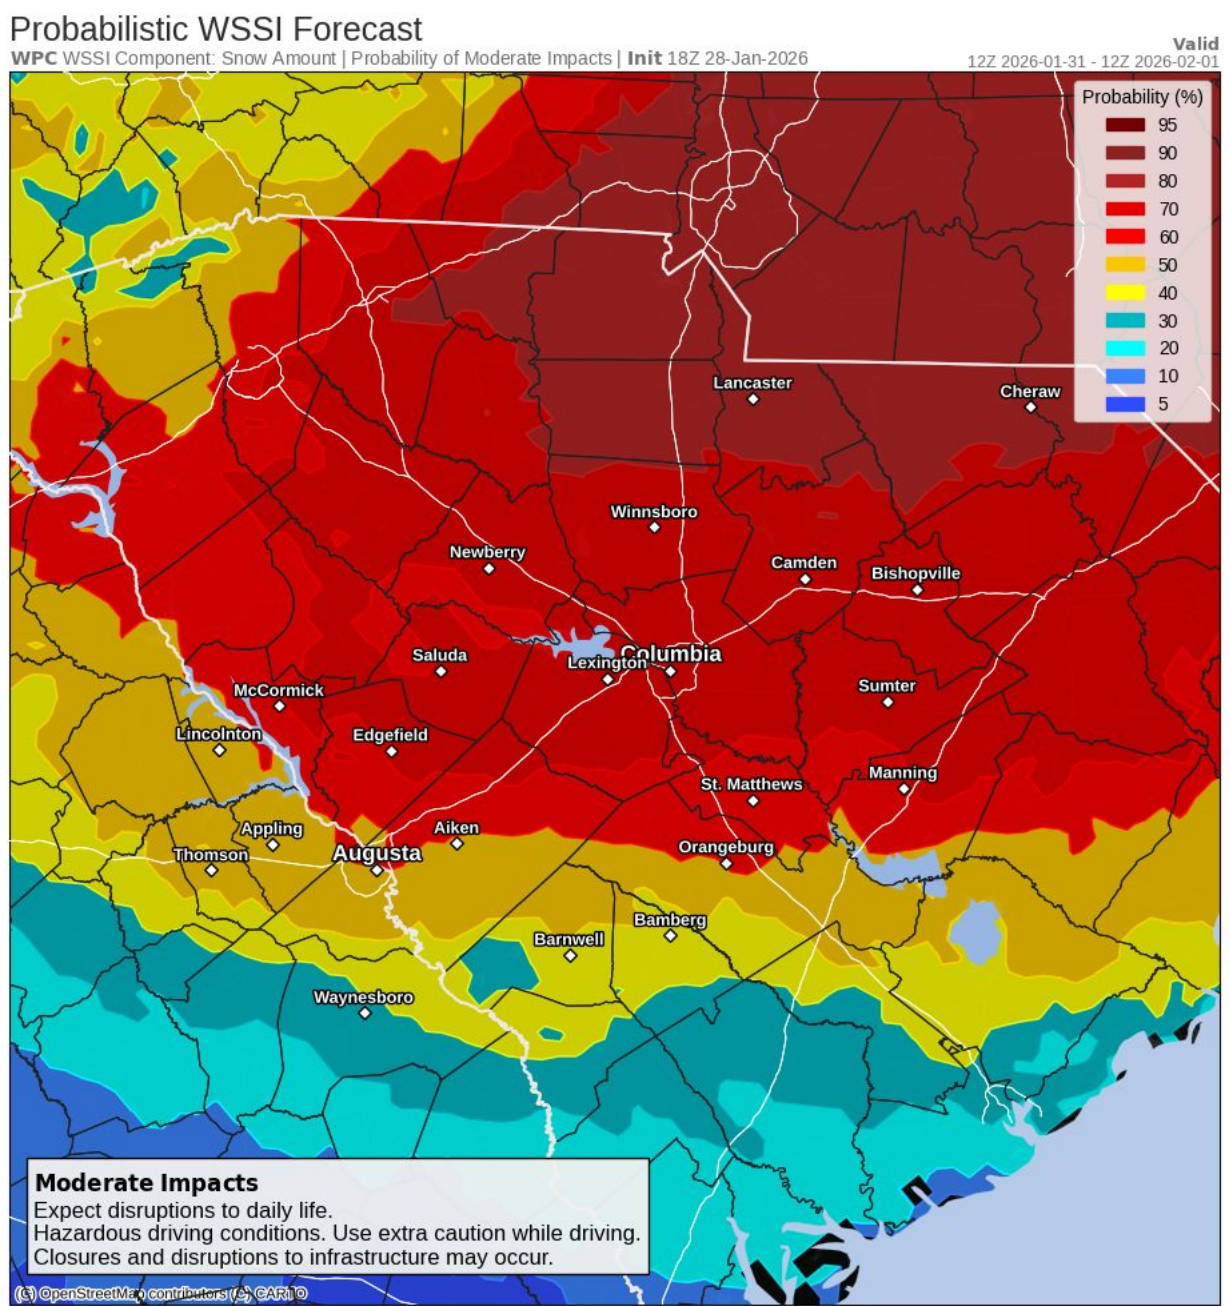 Probabilistic WSSI Forecast
WPC WSSI Component: Snow Amount | Probability of Moderate Impacts | Init 18Z 28-Jan-2026
Valid
12Z 2026-01-31 - 12Z 2026-02-01
Probability (%)
95
90
80
70
60
50
40
30
20
10
5
Lancaster
Cheraw
Winnsboro
Newberry
Camden
Bishopville
Columbia
Saluda
Lexington
McCormick
Sumter
Lincolnton
Edgefield
Manning
St. Matthews
Appling
Aiken
Thomson
Augusta
Orangeburg
Bamberg
Barnwell
Waynesboro
Moderate Impacts
Expect disruptions to daily life.
Hazardous driving conditions. Use extra caution while driving.
Closures and disruptions to infrastructure may occur.
(C) OpenStreetMap contributors (C) CARTO